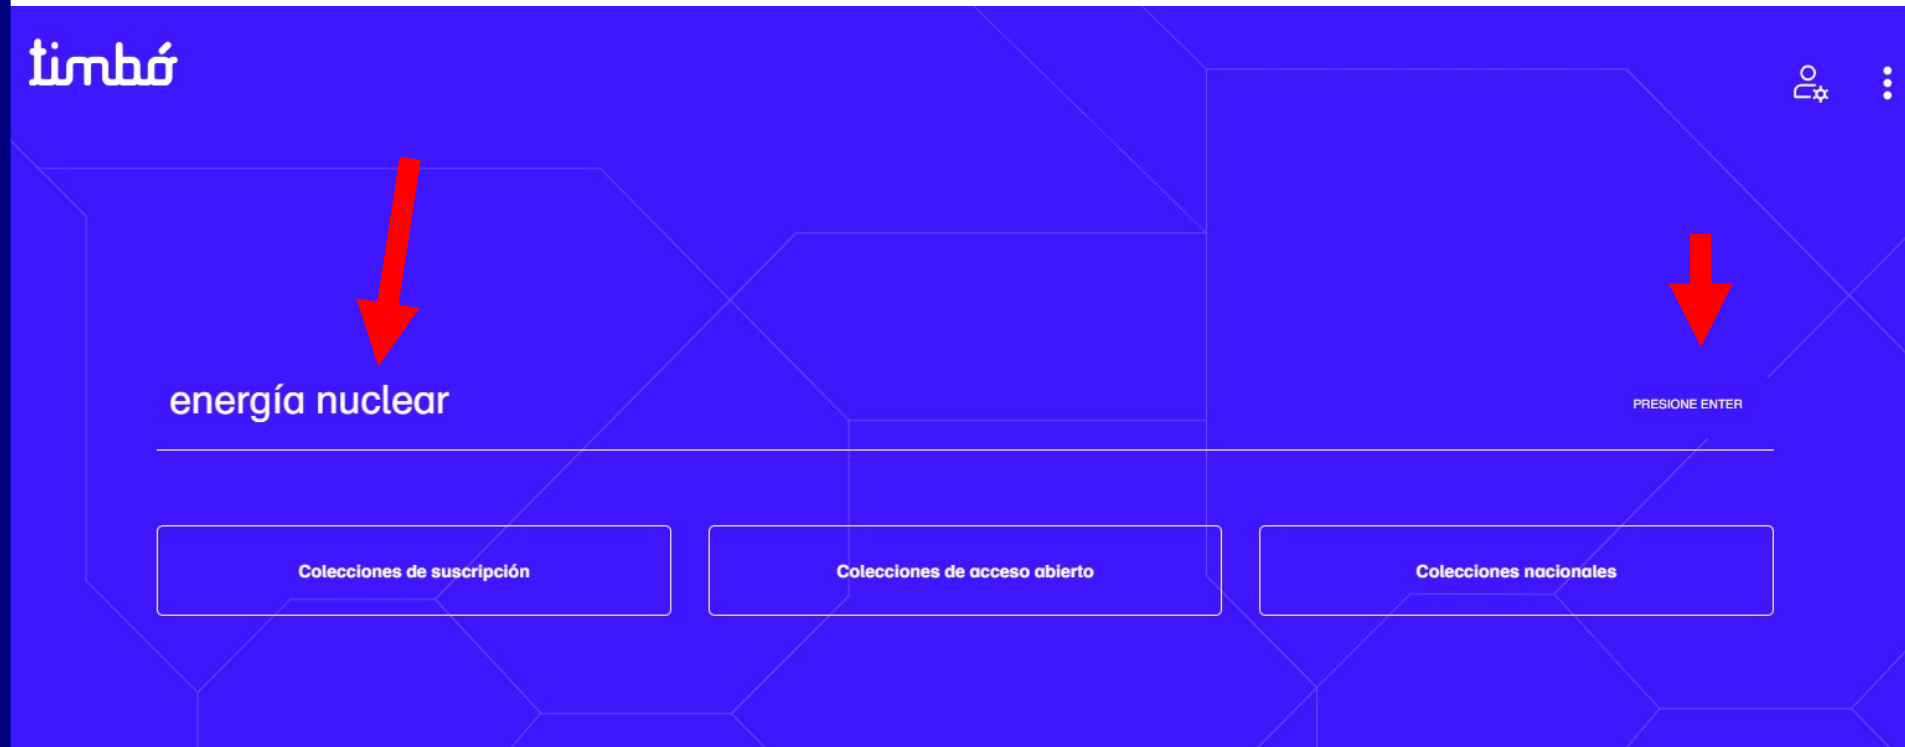 timbó
energía nuclear
PRESIONE ENTER
Colecciones de suscripción
Colecciones de acceso abierto
Colecciones nacionales